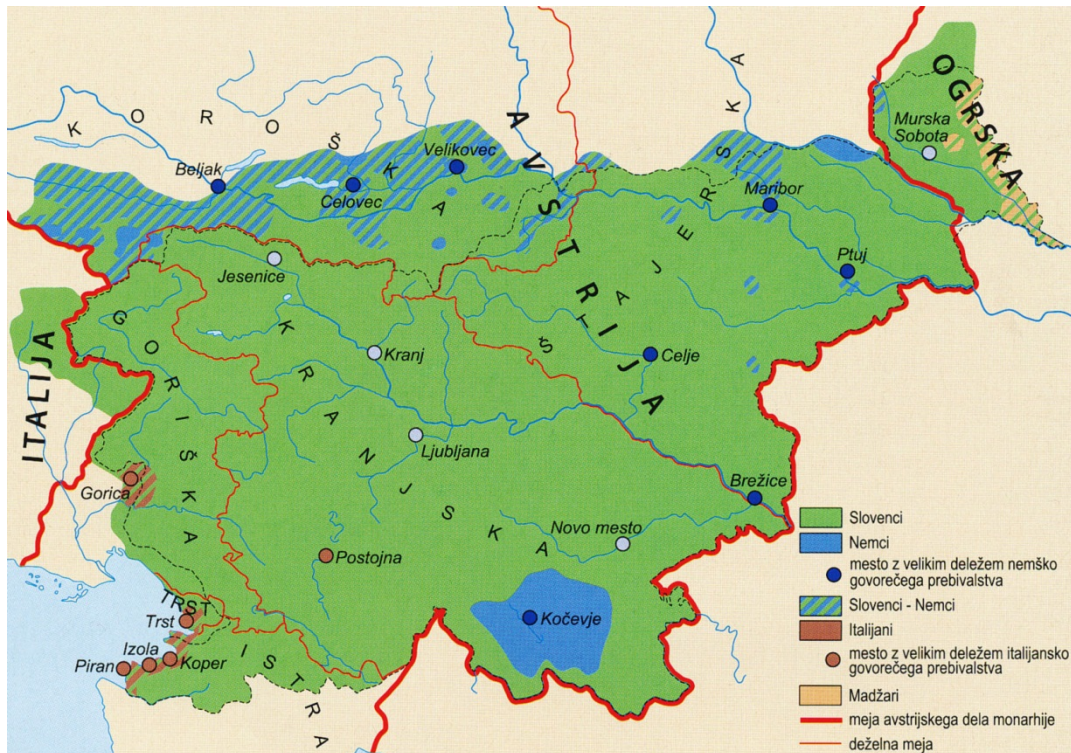 KOROŠKA
AVSTRIJA
ŠTAJERSKA
OGRSKA
Murska
Sobota
Velikovec
Beljak
Celovec
Maribor
Ptuj
Jesenice
GORIŠKA
KRANJSKA
ITALIJA
Kranj
Celje
Ljubljana
Gorica
Brežice
Novo mesto
Postojna
TRST
Trst
Kočevje
Izola
Koper
Piran
ISTRA
Slovenci
Nemci
mesto z velikim deležem nemško
govorečega prebivalstva
Slovenci - Nemci
Italijani
mesto z velikim deležem italijansko
govorečega prebivalstva
Madžari
meja avstrijskega dela monarhije
deželna meja